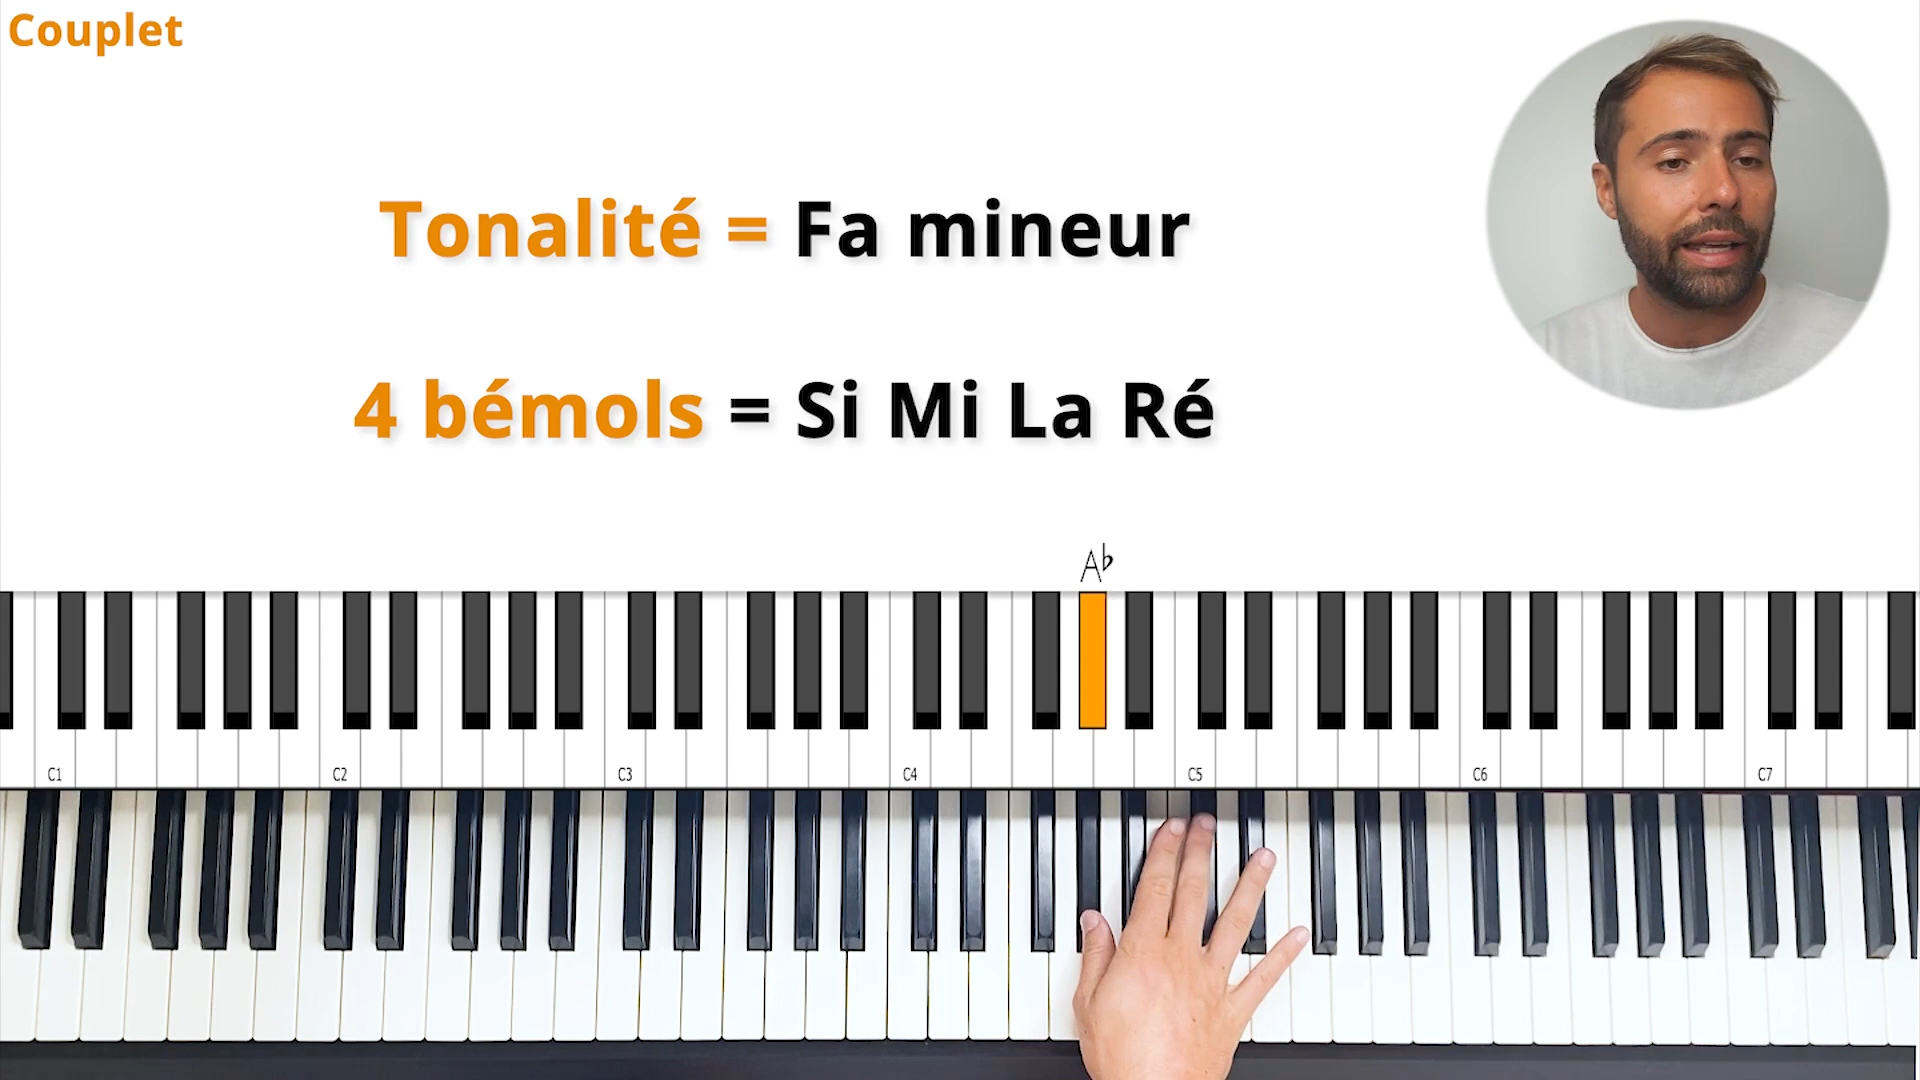 Couplet
Tonalité = Fa mineur
4 bémols = Si Mi La Ré
A♭
C1 C2 C3 C4 C5 C6 C7